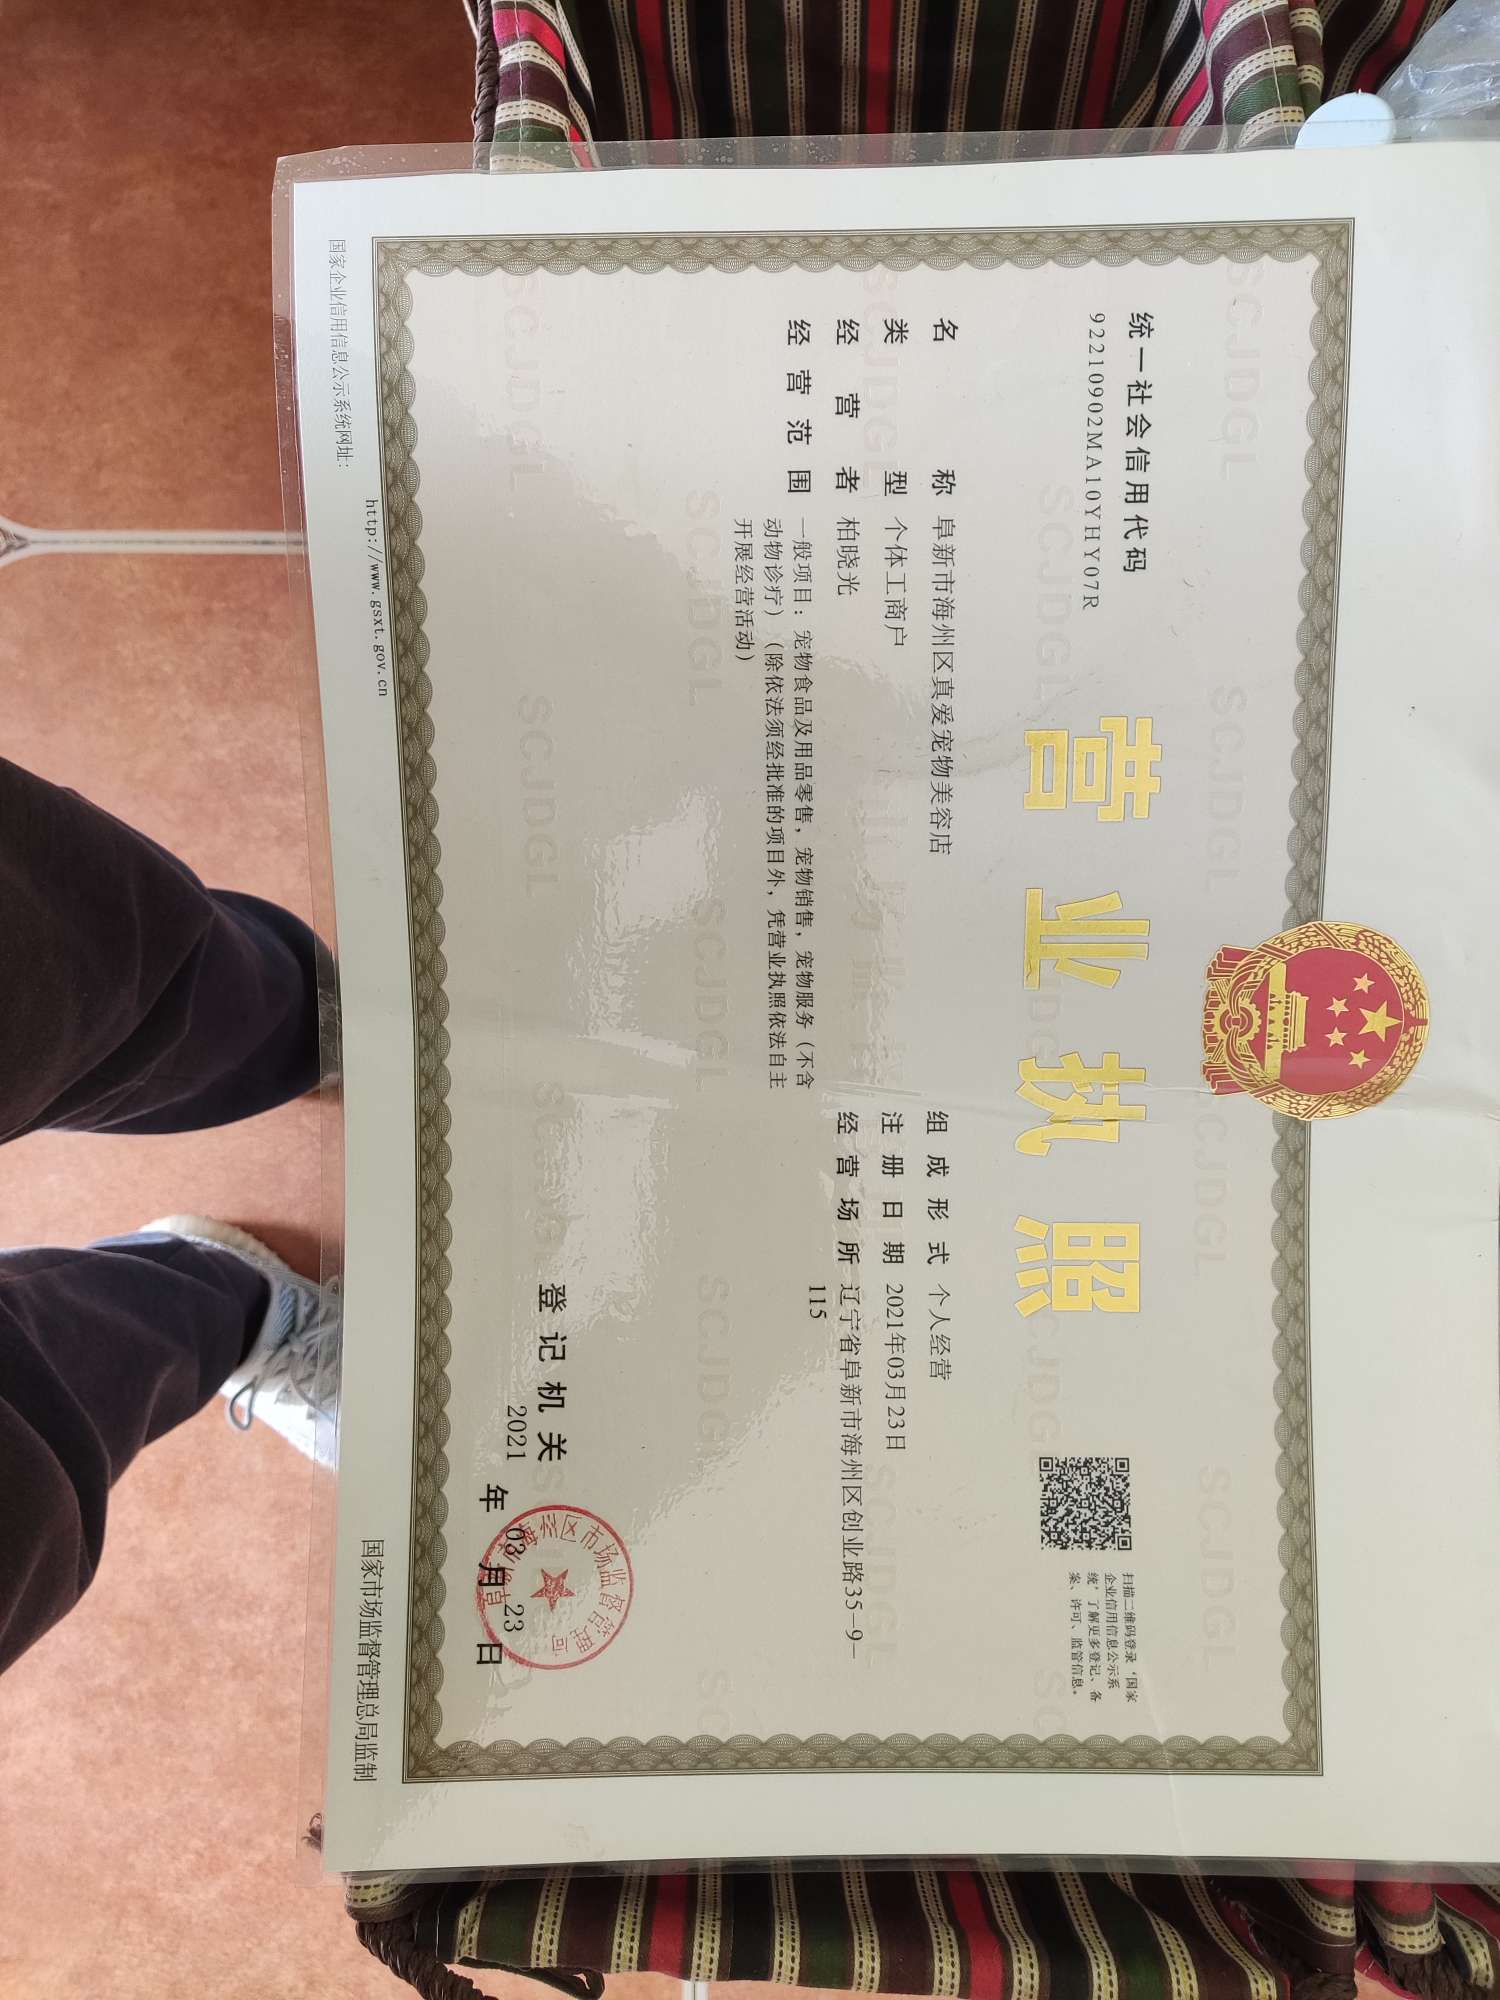 统一社会信用代码
92210902MA10YHY07R
营业执照
扫描二维码登录‘国家
企业信用信息公示系
统’了解更多登记、备
案、许可、监管信息。
名称 阜新市海州区真爱宠物美容店
类型 个体工商户
经营者 柏晓光
经营范围 一般项目：宠物食品及用品零售，宠物销售，宠物服务（不含
动物诊疗）（除依法须经批准的项目外，凭营业执照依法自主
开展经营活动）
组成形式 个人经营
注册日期 2021年03月23日
经营场所 辽宁省阜新市海州区创业路35-9-
115
登记机关
2021 年 03 月 23 日
国家企业信用信息公示系统网址：
http://www.gsxt.gov.cn
国家市场监督管理总局监制
SCJDGL